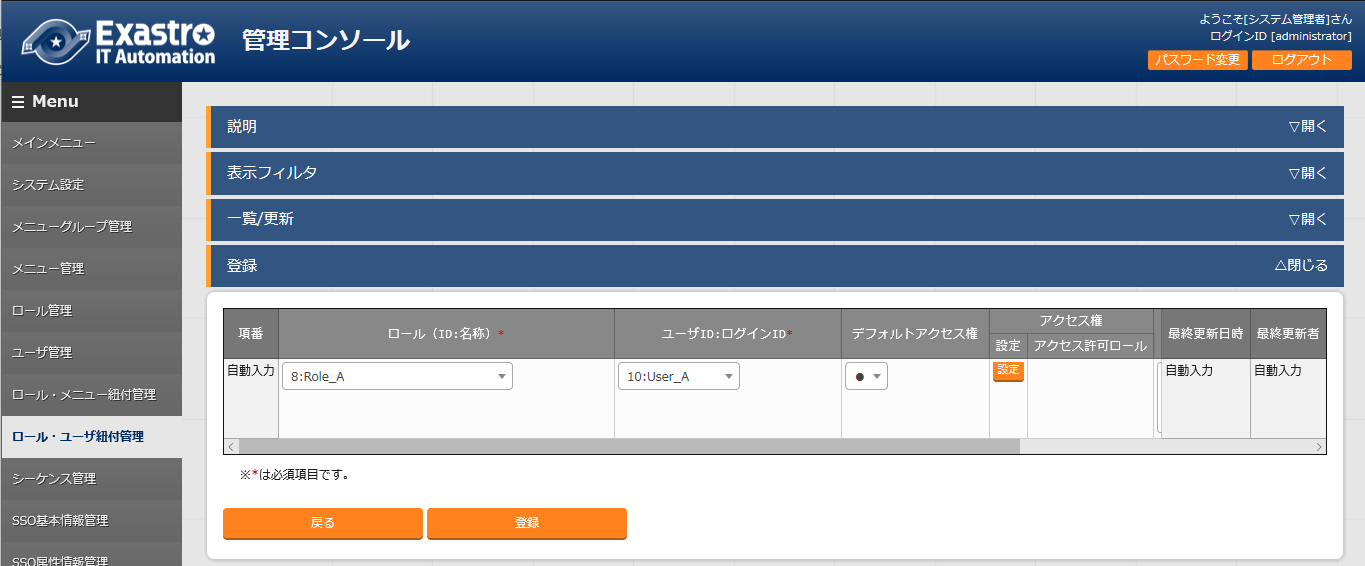 Exastro
IT Automation
管理コンソール
ようこそ[システム管理者]さん
ログインID [administrator]
パスワード変更
ログアウト
☰ Menu
メインメニュー
システム設定
メニューグループ管理
メニュー管理
ロール管理
ユーザ管理
ロール・メニュー紐付管理
ロール・ユーザ紐付管理
シーケンス管理
SSO基本情報管理
SSO属性情報管理
説明 ▽開く
表示フィルタ ▽開く
一覧/更新 ▽開く
登録 △閉じる
項番 ロール（ID:名称）* ユーザID:ログインID* デフォルトアクセス権 アクセス権 最終更新日時 最終更新者
設定 アクセス許可ロール
自動入力 8:Role_A 10:User_A ● 設定 自動入力 自動入力
※*は必須項目です。
戻る 登録